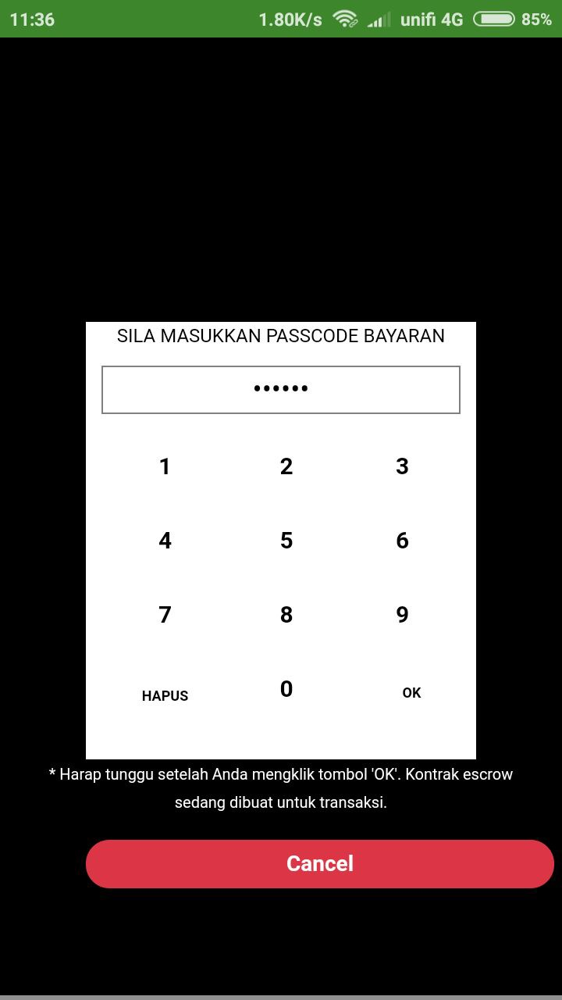 11:36 1.80K/s unifi 4G 85%
SILA MASUKKAN PASSCODE BAYARAN
••••••
1 2 3
4 5 6
7 8 9
HAPUS 0 OK
* Harap tunggu setelah Anda mengklik tombol 'OK'. Kontrak escrow
sedang dibuat untuk transaksi.
Cancel